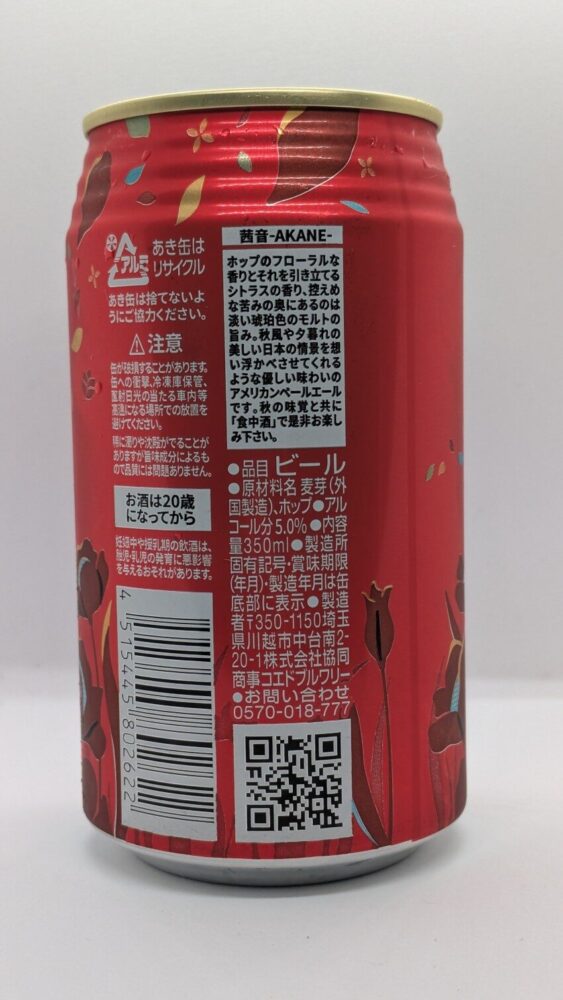 アルミ
あき缶は
リサイクル
あき缶は捨てないよ
うにご協力ください。
注意
缶が破損することがあります。
缶への衝撃、冷凍庫保管、
直射日光の当たる車内等
高温になる場所での放置を
避けてください。
稀に濁りや沈殿がでることが
ありますが旨味成分によるも
ので品質には問題ありません。
お酒は20歳
になってから
妊娠中や授乳期の飲酒は、
胎児・乳児の発育に悪影響
を与えるおそれがあります。
4 515445 802622
茜音-AKANE-
ホップのフローラルな
香りとそれを引き立てる
シトラスの香り、控えめ
な苦みの奥にあるのは
淡い琥珀色のモルトの
旨み。秋風や夕暮れの
美しい日本の情景を想
い浮かべさせてくれる
ような優しい味わいの
アメリカンペールエール
です。秋の味覚と共に
「食中酒」で是非お楽し
み下さい。
●品目 ビール
●原材料名 麦芽(外
国製造)、ホップ●アル
コール分5.0%●内容
量350ml●製造所
固有記号・賞味期限
(年月)・製造年月は缶
底部に表示●製造
者〒350-1150埼玉
県川越市中台南2-
20-1株式会社協同
商事コエドブルワリー
●お問い合わせ
0570-018-777